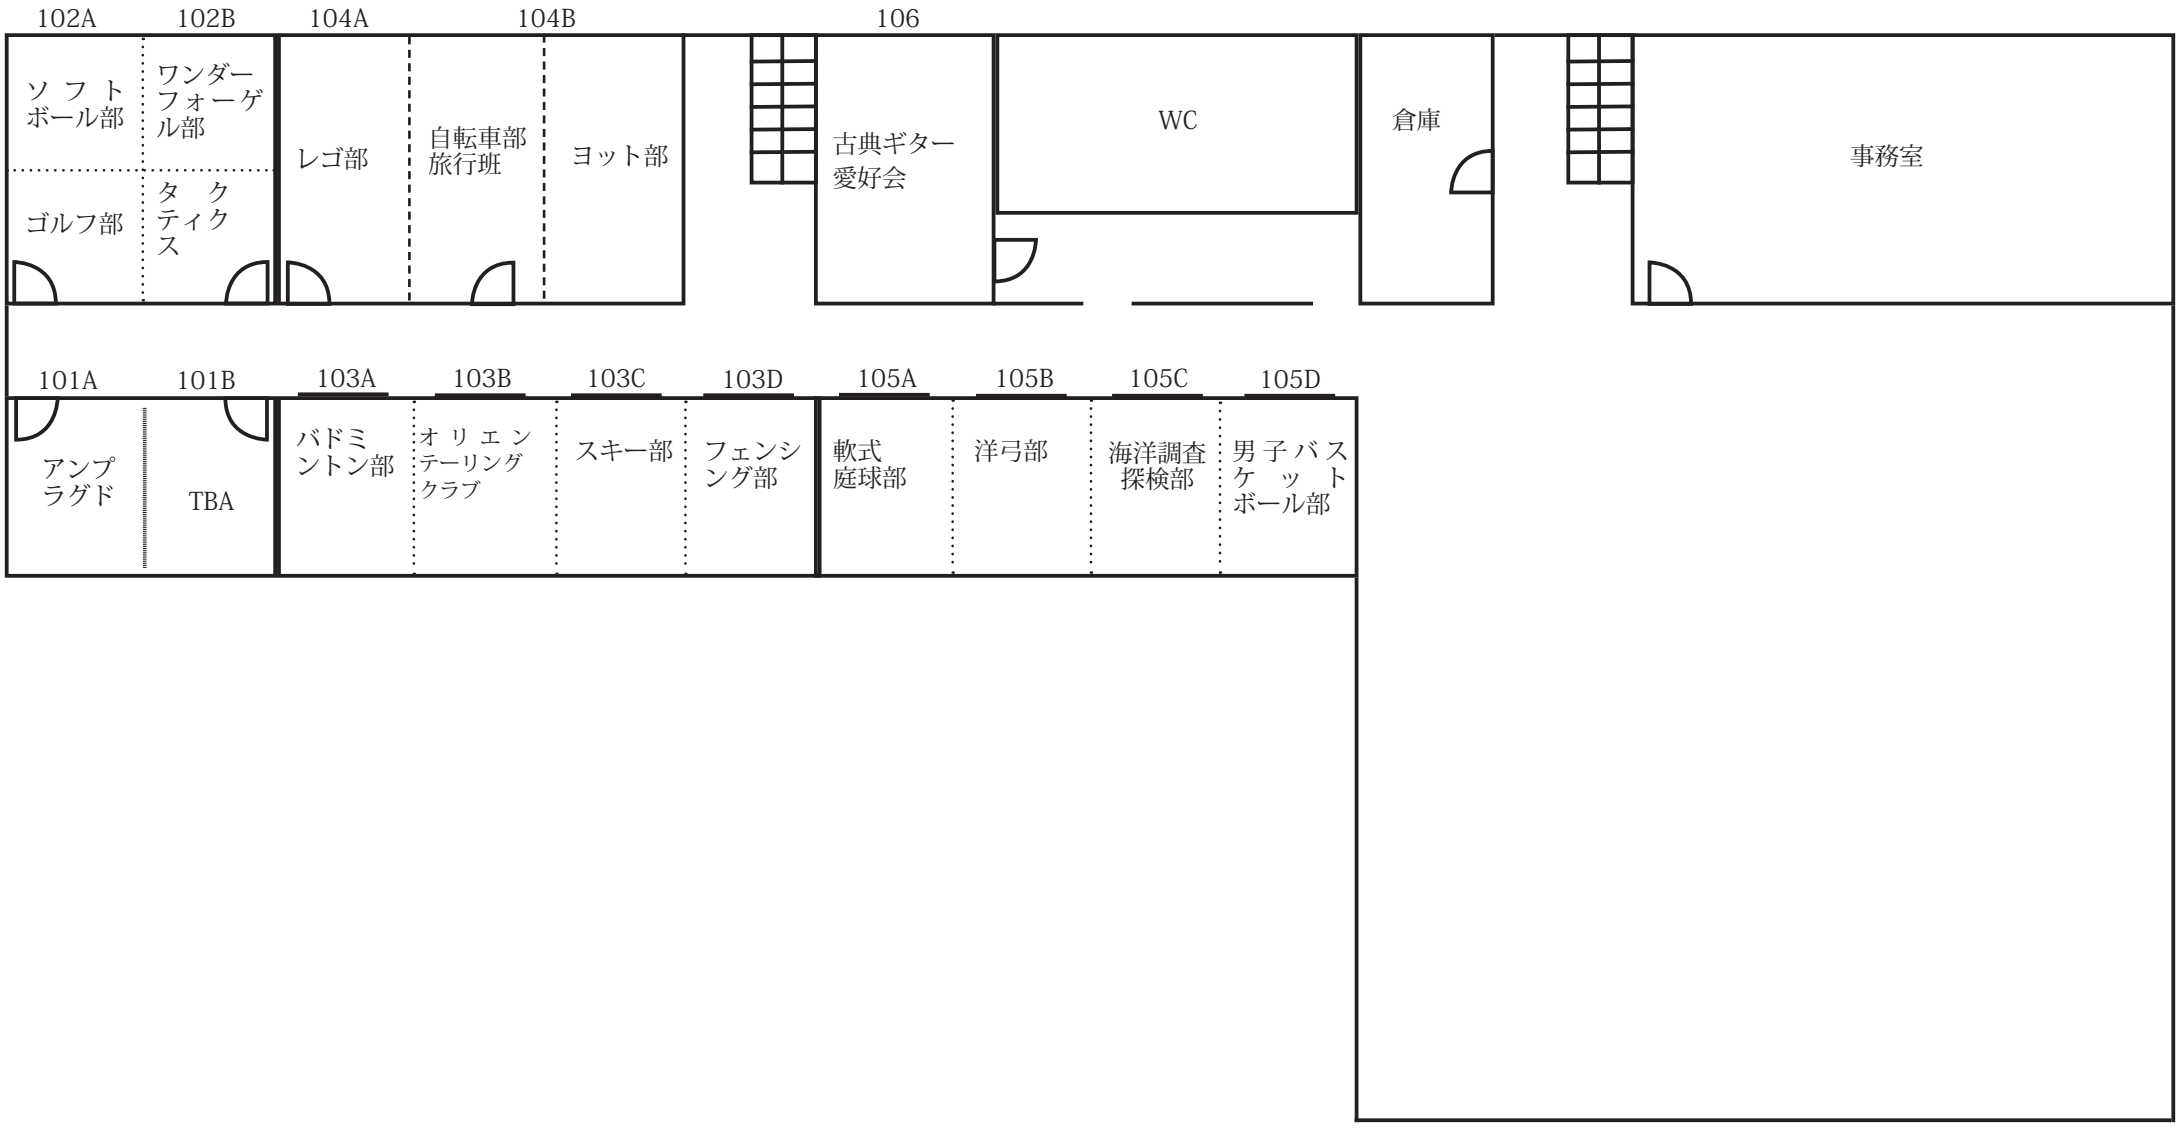 102A
102B
104A
104B
106
ソフト
ボール部
ワンダー
フォーゲ
ル部
ゴルフ部
タク
ティク
ス
レゴ部
自転車部
旅行班
ヨット部
古典ギター
愛好会
WC
倉庫
事務室
101A
101B
103A
103B
103C
103D
105A
105B
105C
105D
アンプ
ラグド
TBA
バドミ
ントン部
オリエン
テーリング
クラブ
スキー部
フェンシ
ング部
軟式
庭球部
洋弓部
海洋調査
探検部
男子バス
ケット
ボール部